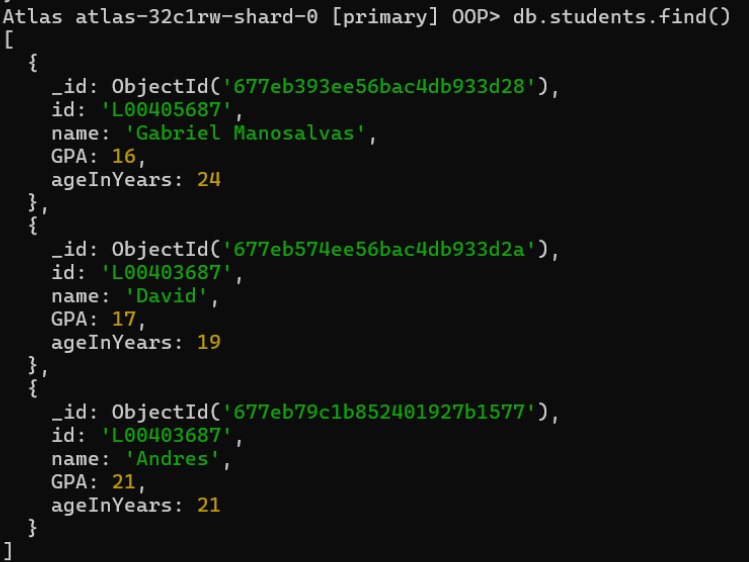 Atlas atlas-32c1rw-shard-0 [primary] OOP> db.students.find()
[
  {
    _id: ObjectId('677eb393ee56bac4db933d28'),
    id: 'L00405687',
    name: 'Gabriel Manosalvas',
    GPA: 16,
    ageInYears: 24
  },
  {
    _id: ObjectId('677eb574ee56bac4db933d2a'),
    id: 'L00403687',
    name: 'David',
    GPA: 17,
    ageInYears: 19
  },
  {
    _id: ObjectId('677eb79c1b852401927b1577'),
    id: 'L00403687',
    name: 'Andres',
    GPA: 21,
    ageInYears: 21
  }
]